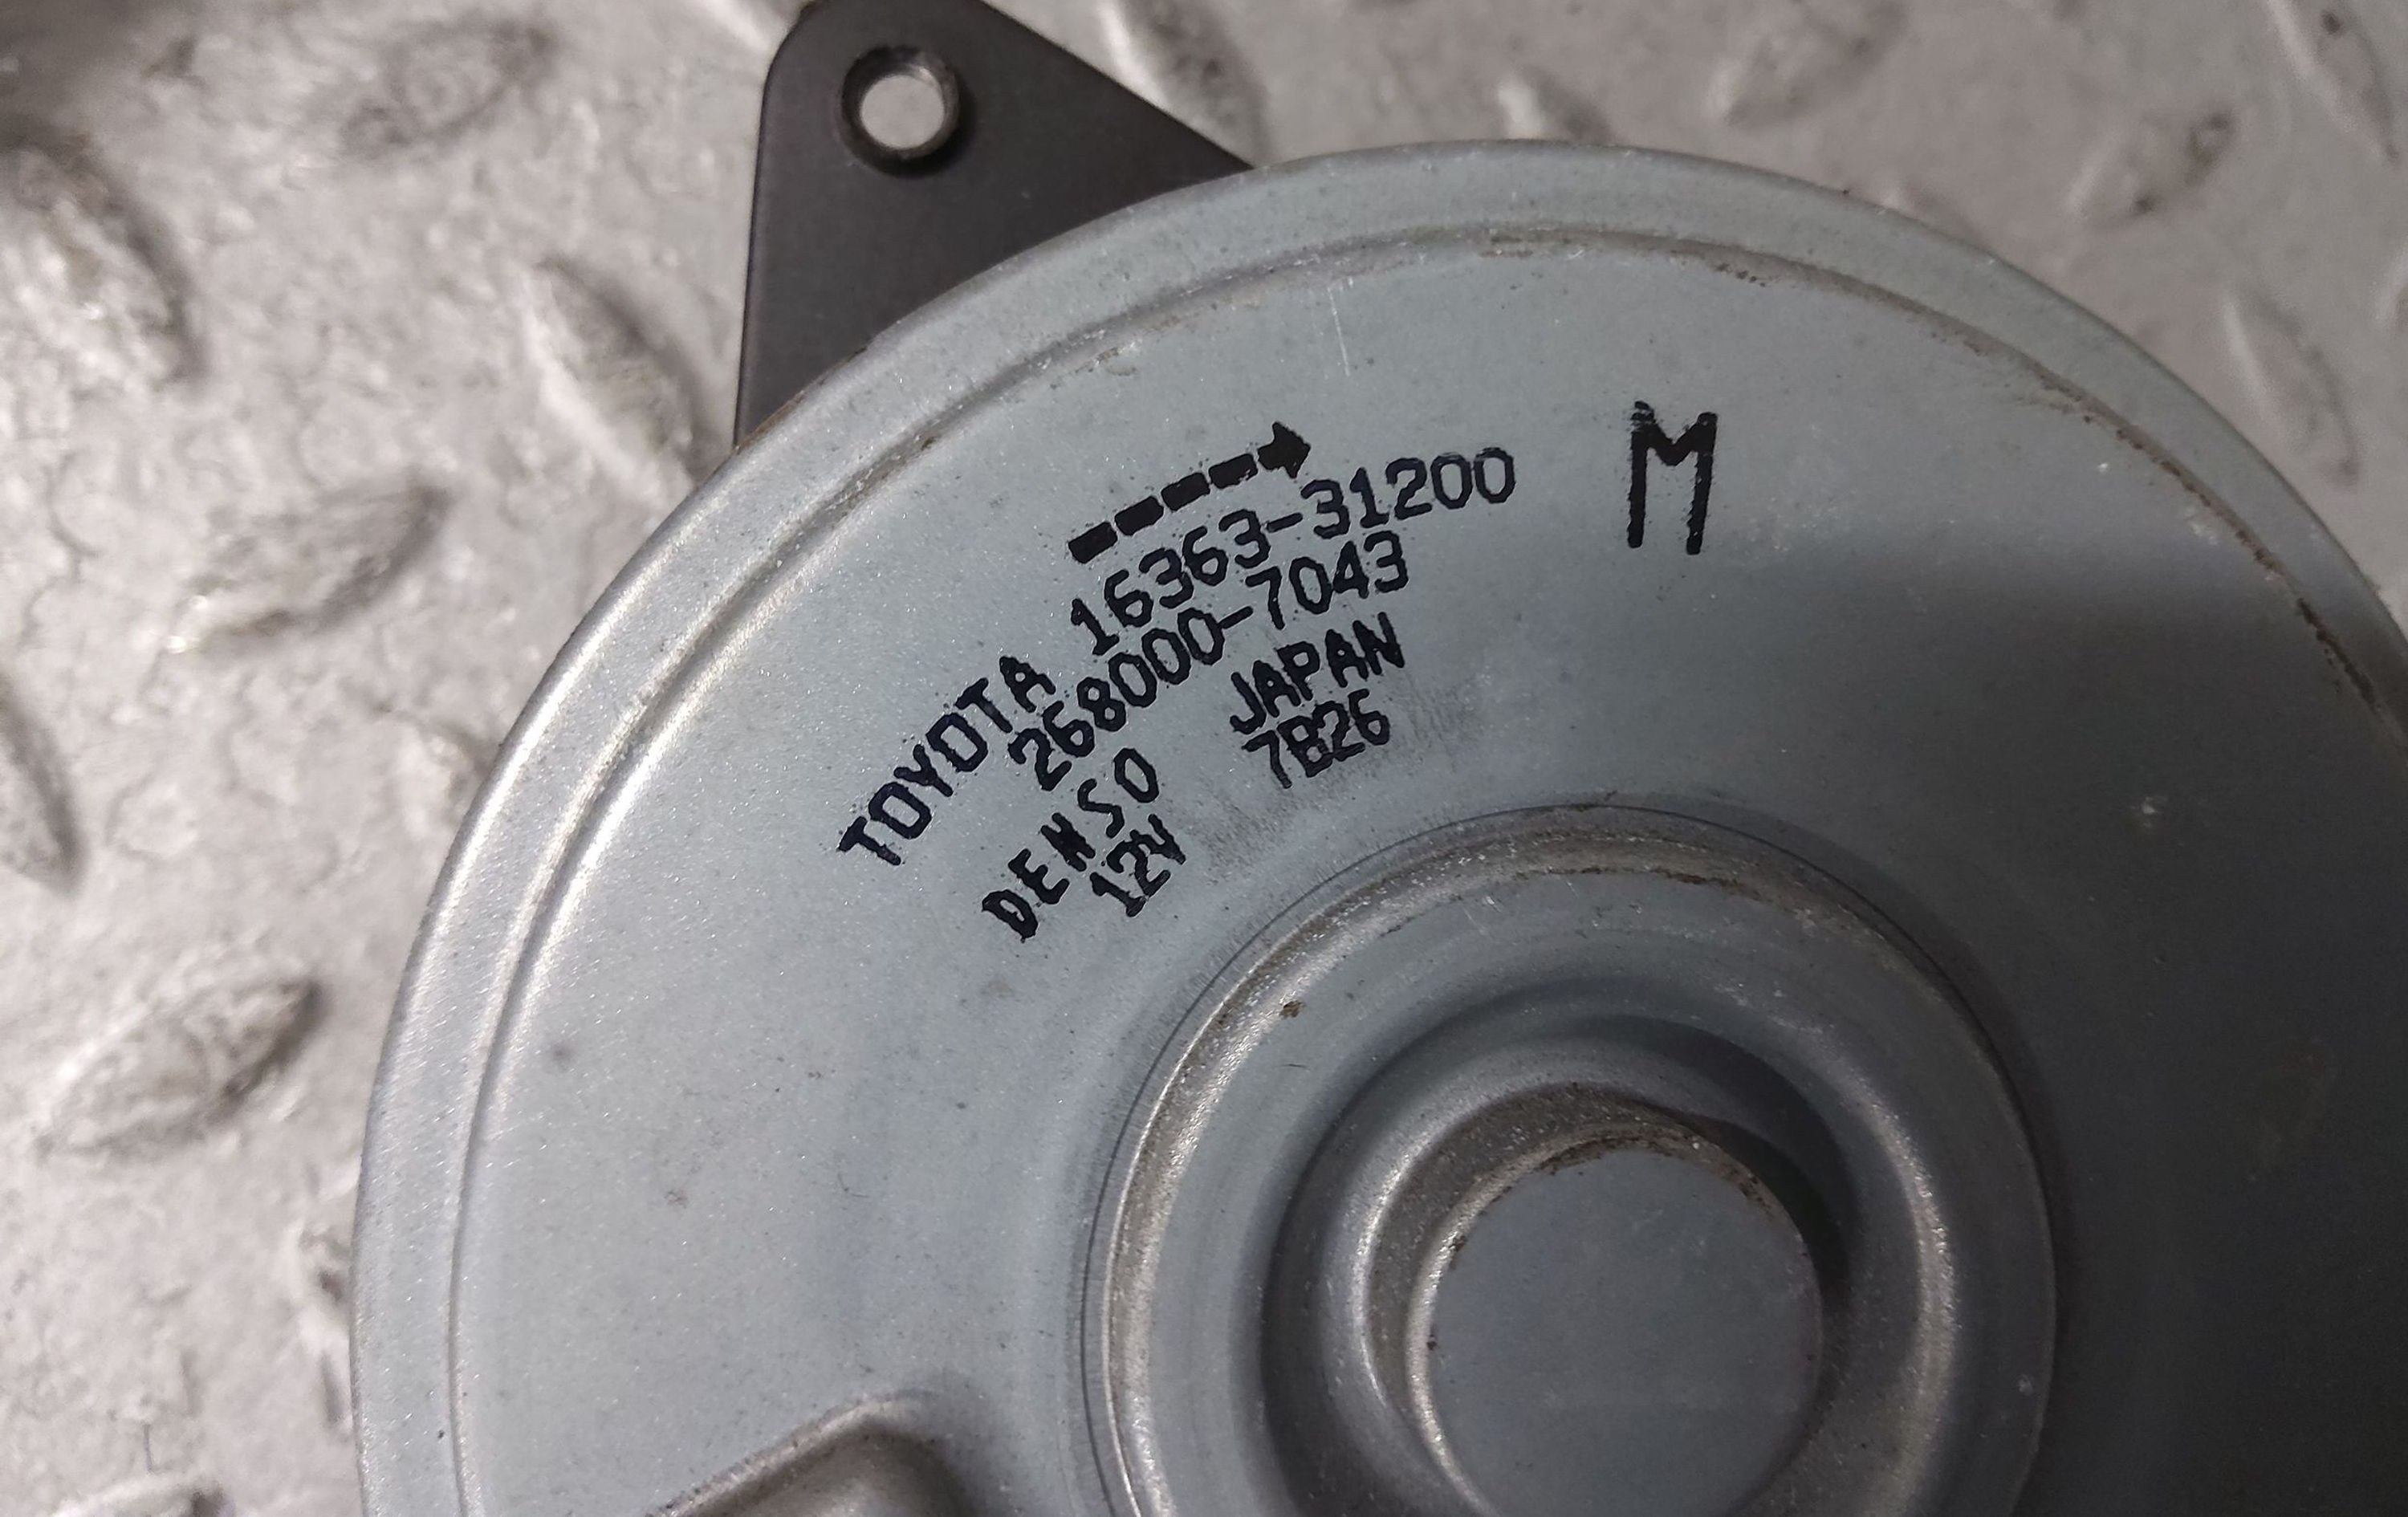 M
TOYOTA 16363-31200
268000-7043
DENSO JAPAN
12V 7B26